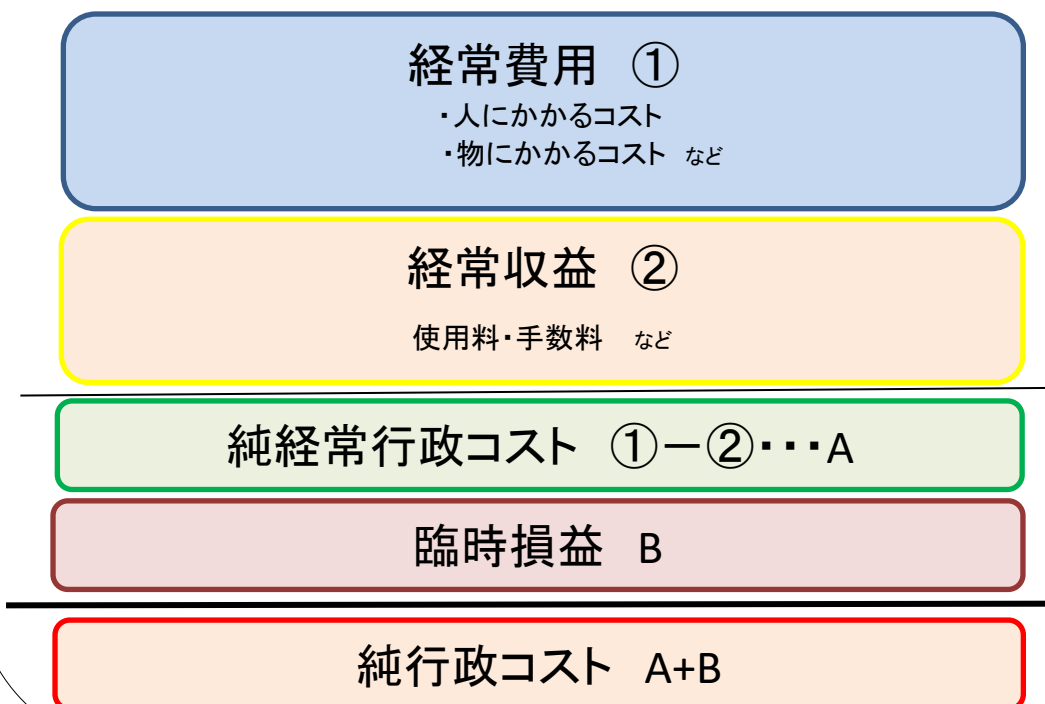 経常費用 ①
・人にかかるコスト
・物にかかるコスト など
経常収益 ②
使用料・手数料 など
純経常行政コスト ①－②・・・A
臨時損益 B
純行政コスト A+B